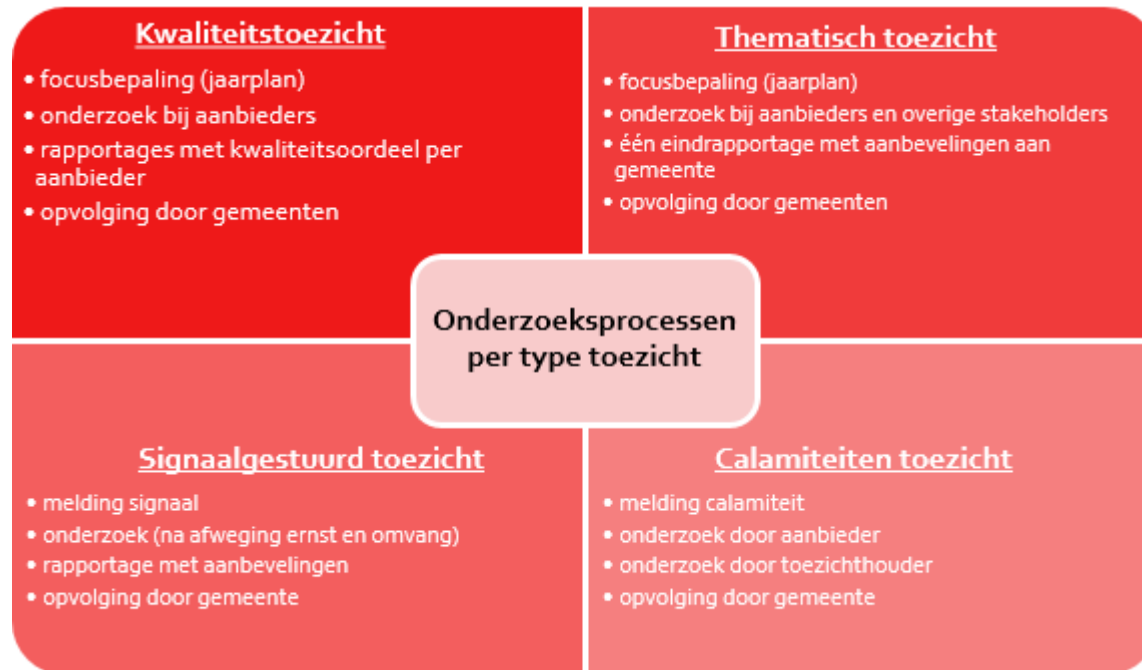 Kwaliteitstoezicht
• focusbepaling (jaarplan)
• onderzoek bij aanbieders
• rapportages met kwaliteitsoordeel per
aanbieder
• opvolging door gemeenten
Thematisch toezicht
• focusbepaling (jaarplan)
• onderzoek bij aanbieders en overige stakeholders
• één eindrapportage met aanbevelingen aan
gemeente
• opvolging door gemeenten
Onderzoeksprocessen
per type toezicht
Signaalgestuurd toezicht
• melding signaal
• onderzoek (na afweging ernst en omvang)
• rapportage met aanbevelingen
• opvolging door gemeente
Calamiteiten toezicht
• melding calamiteit
• onderzoek door aanbieder
• onderzoek door toezichthouder
• opvolging door gemeente